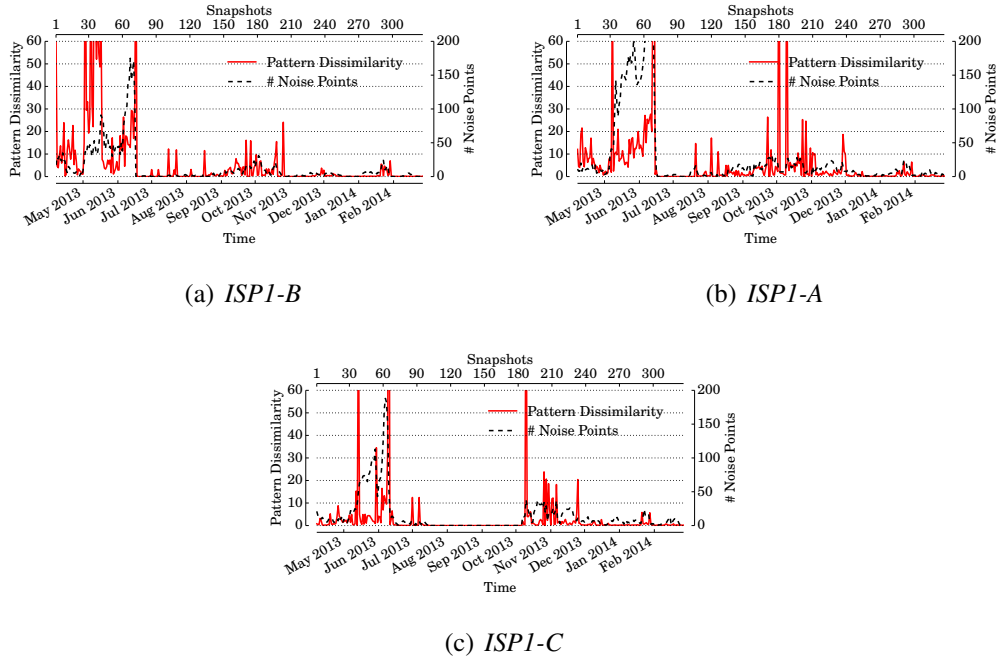 Snapshots
1 30 60 90 120 150 180 210 240 270 300
60
50
40
30
20
10
0
Pattern Dissimilarity
Pattern Dissimilarity
# Noise Points
200
150
100
50
0
# Noise Points
May 2013 Jun 2013 Jul 2013 Aug 2013 Sep 2013 Oct 2013 Nov 2013 Dec 2013 Jan 2014 Feb 2014
Time
(a) ISP1-B
Snapshots
1 30 60 90 120 150 180 210 240 270 300
60
50
40
30
20
10
0
Pattern Dissimilarity
Pattern Dissimilarity
# Noise Points
200
150
100
50
0
# Noise Points
May 2013 Jun 2013 Jul 2013 Aug 2013 Sep 2013 Oct 2013 Nov 2013 Dec 2013 Jan 2014 Feb 2014
Time
(b) ISP1-A
Snapshots
1 30 60 90 120 150 180 210 240 270 300
60
50
40
30
20
10
0
Pattern Dissimilarity
Pattern Dissimilarity
# Noise Points
200
150
100
50
0
# Noise Points
May 2013 Jun 2013 Jul 2013 Aug 2013 Sep 2013 Oct 2013 Nov 2013 Dec 2013 Jan 2014 Feb 2014
Time
(c) ISP1-C